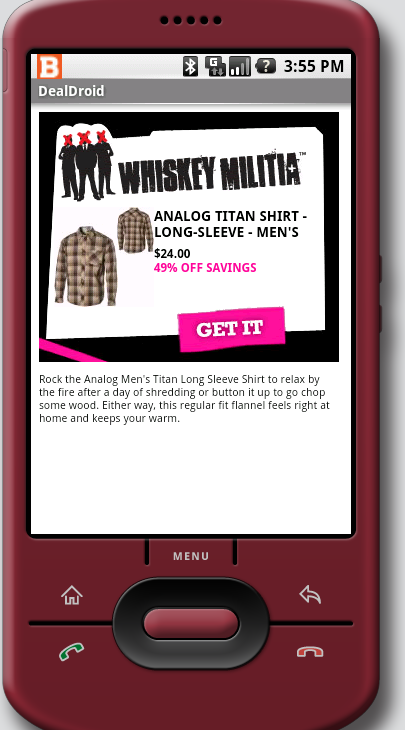 B
G
?
3:55 PM
DealDroid
WHISKEY MILITIA™
ANALOG TITAN SHIRT -
LONG-SLEEVE - MEN'S
$24.00
49% OFF SAVINGS
GET IT
Rock the Analog Men's Titan Long Sleeve Shirt to relax by
the fire after a day of shredding or button it up to go chop
some wood. Either way, this regular fit flannel feels right at
home and keeps your warm.
MENU